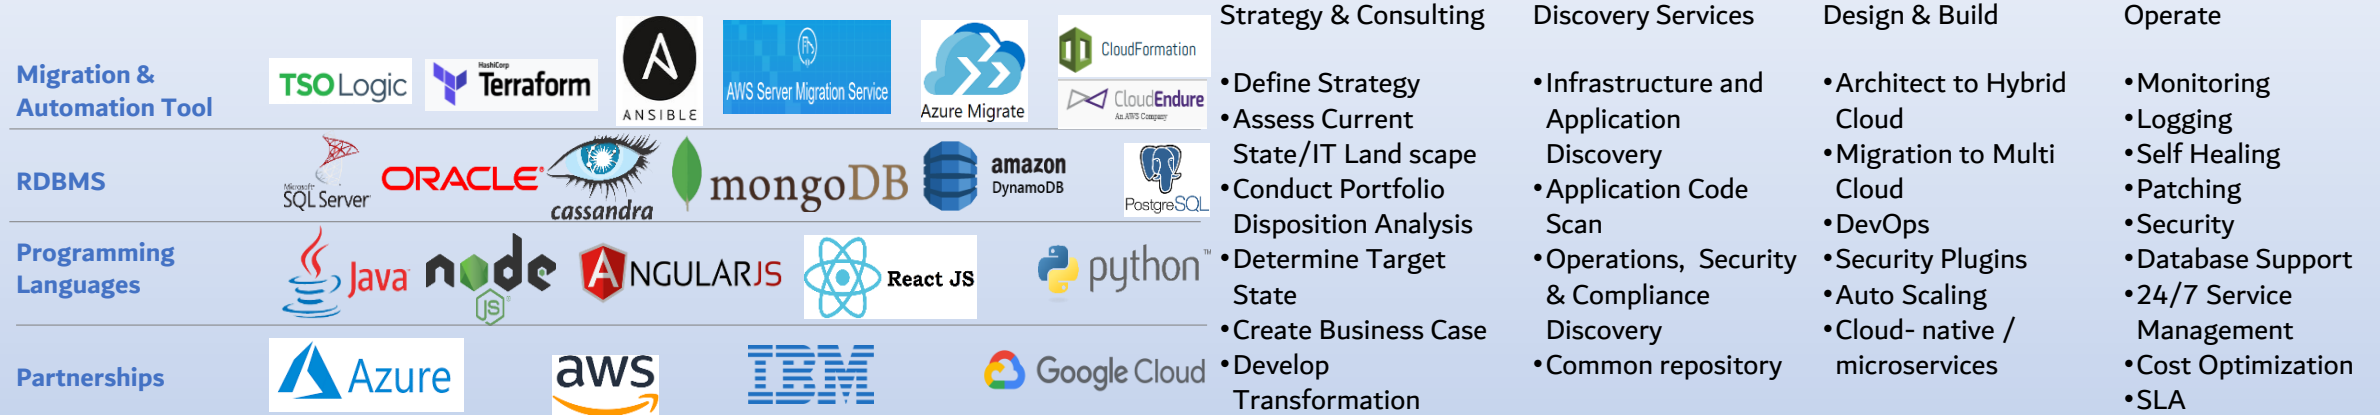 Migration &
Automation Tool
TSO Logic
HashiCorp
Terraform
ANSIBLE
AWS Server Migration Service
Azure Migrate
CloudFormation
CloudEndure
An AWS Company
RDBMS
Microsoft
SQL Server
ORACLE
cassandra
mongoDB
amazon
DynamoDB
PostgreSQL
Programming
Languages
Java
node
JS
ANGULARJS
React JS
python™
Partnerships
Azure
aws
IBM
Google Cloud
Strategy & Consulting
•Define Strategy
•Assess Current
State/IT Land scape
•Conduct Portfolio
Disposition Analysis
•Determine Target
State
•Create Business Case
•Develop
Transformation
Discovery Services
•Infrastructure and
Application
Discovery
•Application Code
Scan
•Operations, Security
& Compliance
Discovery
•Common repository
Design & Build
•Architect to Hybrid
Cloud
•Migration to Multi
Cloud
•DevOps
•Security Plugins
•Auto Scaling
•Cloud- native /
microservices
Operate
•Monitoring
•Logging
•Self Healing
•Patching
•Security
•Database Support
•24/7 Service
Management
•Cost Optimization
•SLA